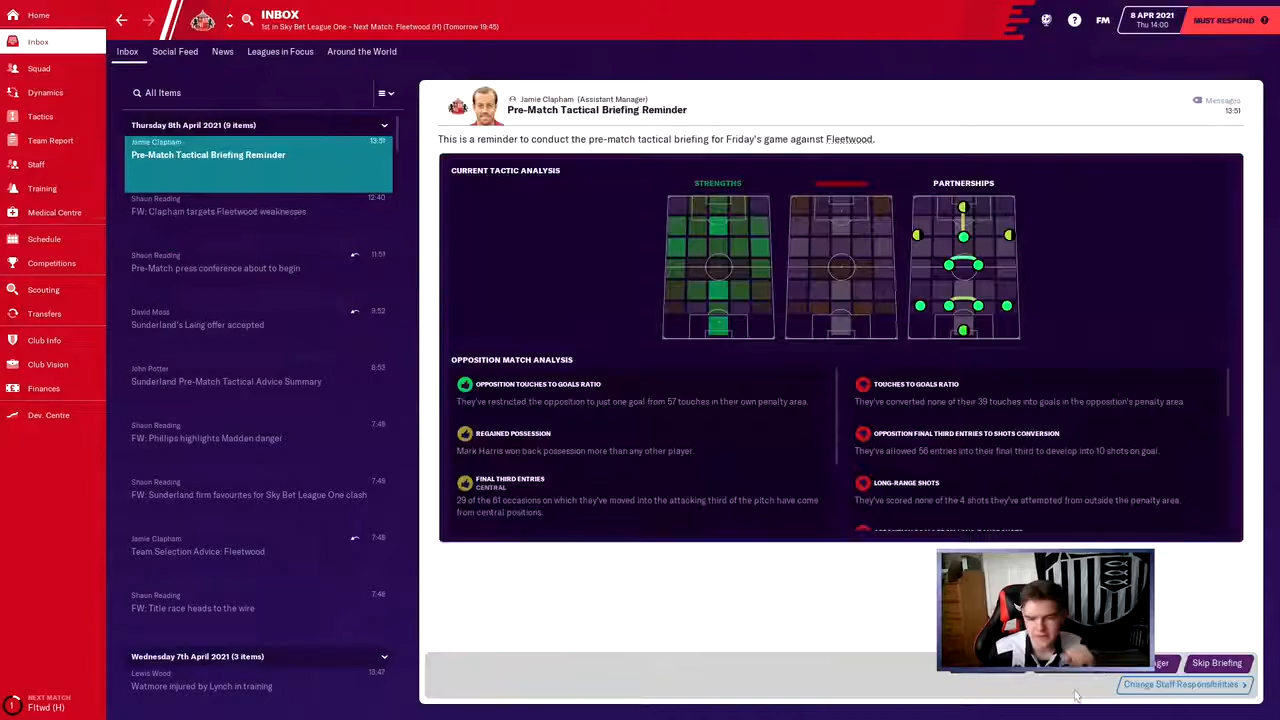 Home
Inbox
Squad
Dynamics
Tactics
Team Report
Staff
Training
Medical Centre
Schedule
Competitions
Scouting
Transfers
Club Info
Club Vision
Finances
Dev. Centre
NEXT MATCH
Fltwd (H)
INBOX
1st in Sky Bet League One - Next Match: Fleetwood (H) (Tomorrow 19:45)
FM
8 APR 2021
Thu 14:00
MUST RESPOND
Inbox
Social Feed
News
Leagues in Focus
Around the World
All Items
Thursday 8th April 2021 (9 items)
Jamie Clapham 13:51
Pre-Match Tactical Briefing Reminder
Shaun Reading 12:40
FW: Clapham targets Fleetwood weaknesses
Shaun Reading 11:51
Pre-Match press conference about to begin
David Moss 9:52
Sunderland's Laing offer accepted
John Potter 8:52
Sunderland Pre-Match Tactical Advice Summary
Shaun Reading 7:49
FW: Phillips highlights Madden danger
Shaun Reading 7:49
FW: Sunderland firm favourites for Sky Bet League One clash
Jamie Clapham 7:48
Team Selection Advice: Fleetwood
Shaun Reading 7:46
FW: Title race heads to the wire
Wednesday 7th April 2021 (3 items)
Lewis Wood 13:47
Watmore injured by Lynch in training
Jamie Clapham (Assistant Manager)
Pre-Match Tactical Briefing Reminder
Message
13:51
This is a reminder to conduct the pre-match tactical briefing for Friday's game against Fleetwood.
CURRENT TACTIC ANALYSIS
STRENGTHS
PARTNERSHIPS
OPPOSITION MATCH ANALYSIS
OPPOSITION TOUCHES TO GOALS RATIO
They've restricted the opposition to just one goal from 57 touches in their own penalty area.
REGAINED POSSESSION
Mark Harris won back possession more than any other player.
FINAL THIRD ENTRIES
CENTRAL
29 of the 61 occasions on which they've moved into the attacking third of the pitch have come
from central positions.
TOUCHES TO GOALS RATIO
They've converted none of their 39 touches into goals in the opposition's penalty area.
OPPOSITION FINAL THIRD ENTRIES TO SHOTS CONVERSION
They've allowed 56 entries into their final third to develop into 10 shots on goal.
LONG-RANGE SHOTS
They've scored none of the 4 shots they've attempted from outside the penalty area.
Skip Briefing
Change Staff Responsibilities